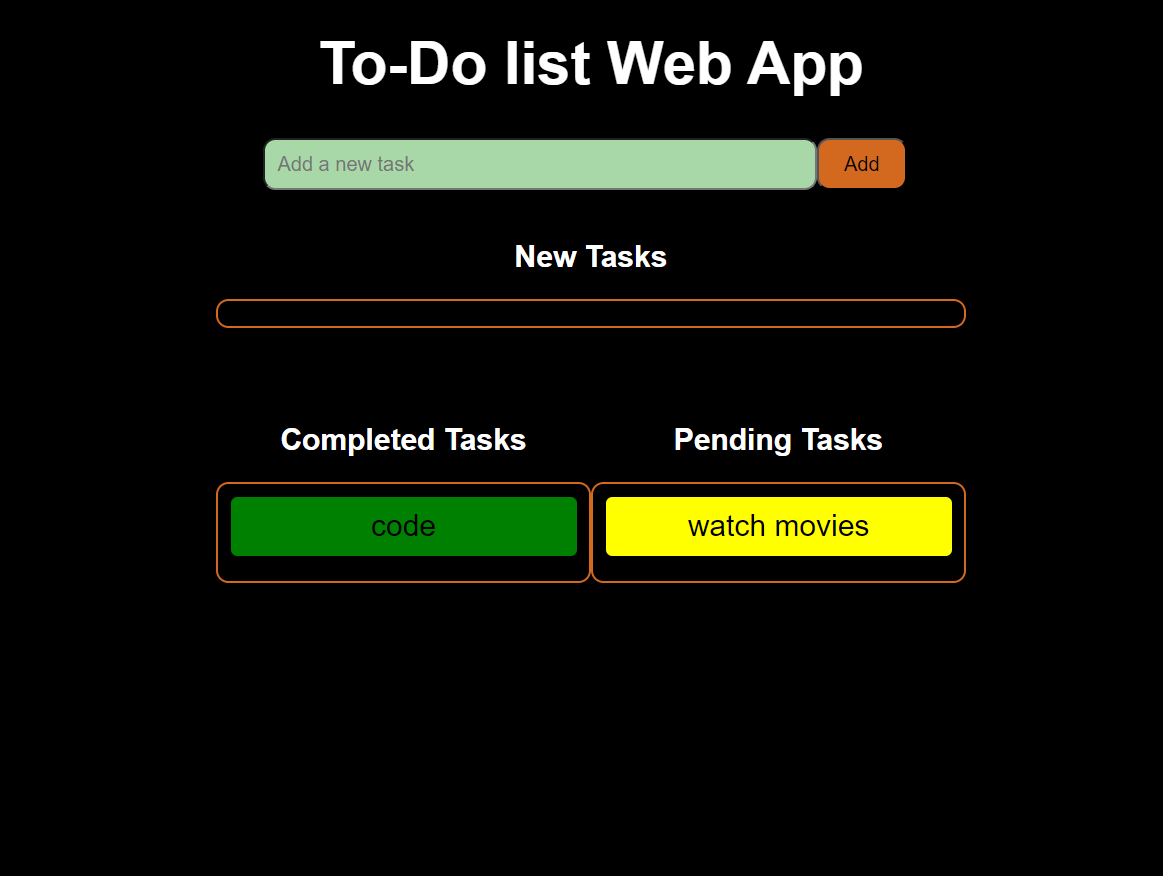 To-Do list Web App
Add a new task
Add
New Tasks
Completed Tasks
Pending Tasks
code
watch movies